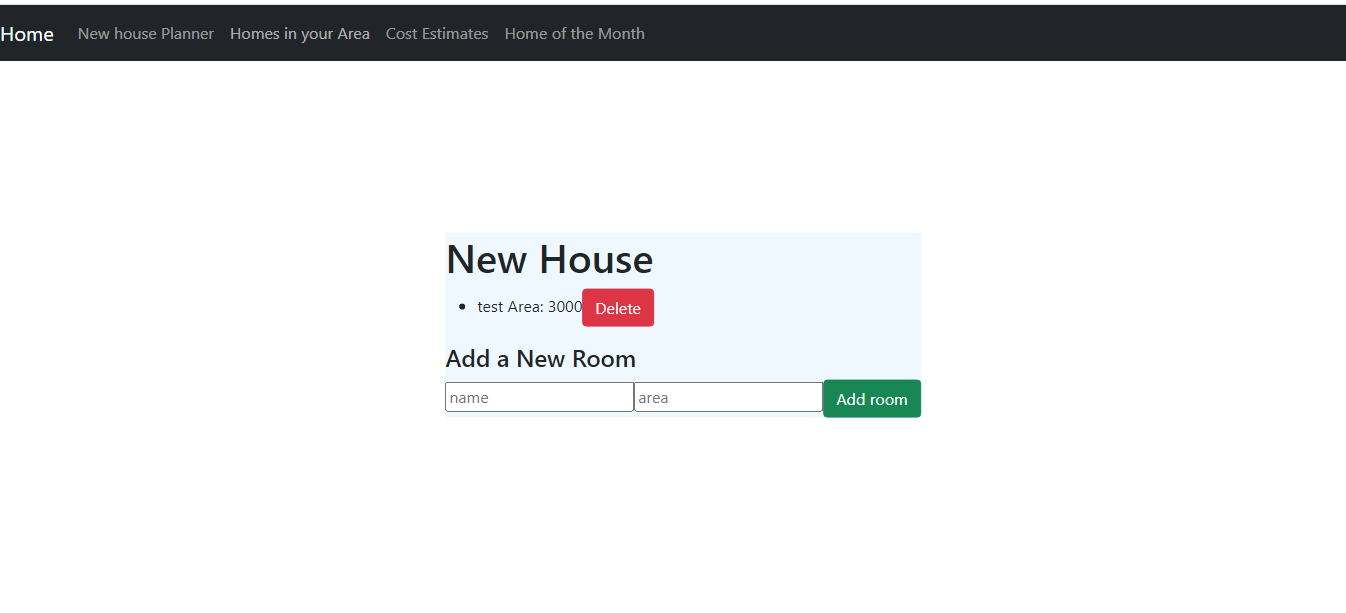 Home New house Planner Homes in your Area Cost Estimates Home of the Month
New House
test Area: 3000 Delete
Add a New Room
name area Add room